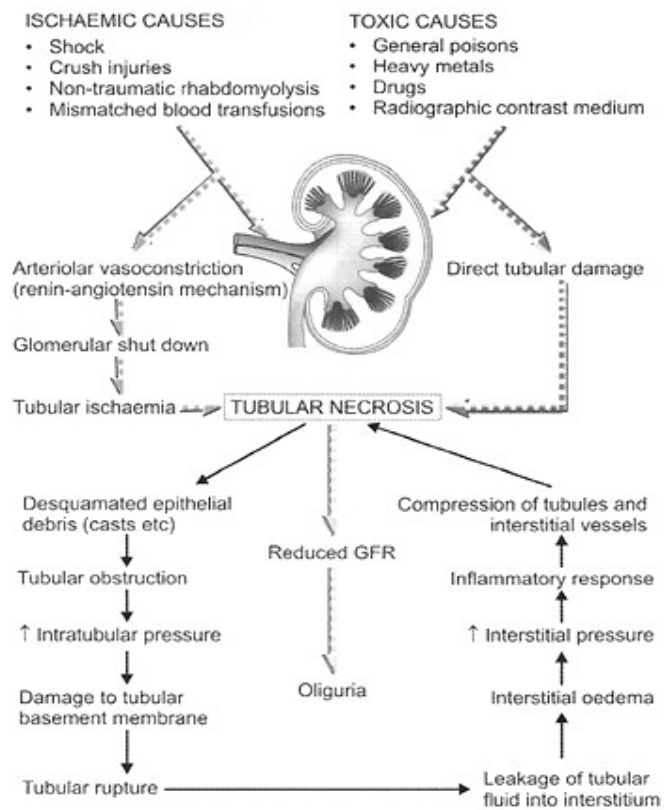 ISCHAEMIC CAUSES
• Shock
• Crush injuries
• Non-traumatic rhabdomyolysis
• Mismatched blood transfusions
TOXIC CAUSES
• General poisons
• Heavy metals
• Drugs
• Radiographic contrast medium
Arteriolar vasoconstriction
(renin-angiotensin mechanism)
Direct tubular damage
Glomerular shut down
Tubular ischaemia
TUBULAR NECROSIS
Desquamated epithelial
debris (casts etc)
Tubular obstruction
↑ Intratubular pressure
Damage to tubular
basement membrane
Tubular rupture
Reduced GFR
Oliguria
Compression of tubules and
interstitial vessels
Inflammatory response
↑ Interstitial pressure
Interstitial oedema
Leakage of tubular
fluid into interstitium